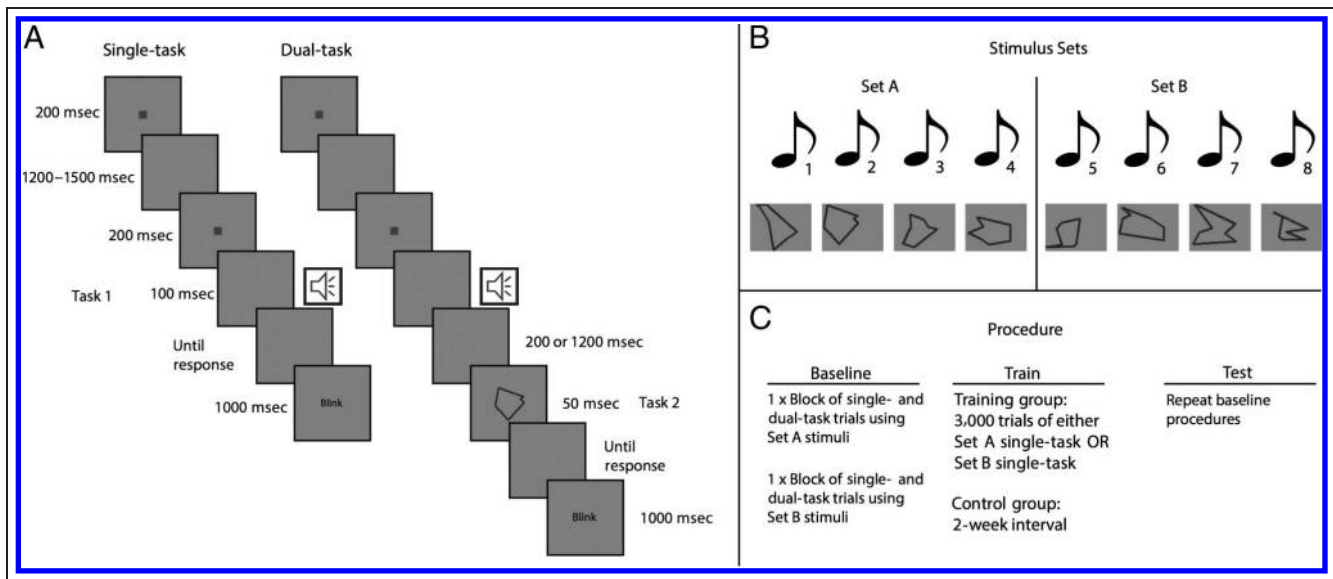 A
Single-task
Dual-task
200 msec
1200–1500 msec
200 msec
Task 1
100 msec
Until
response
1000 msec
Blink
200 or 1200 msec
50 msec
Task 2
Until
response
Blink
1000 msec
B
Stimulus Sets
Set A
Set B
1
2
3
4
5
6
7
8
C
Procedure
Baseline
1 x Block of single- and
dual-task trials using
Set A stimuli
1 x Block of single- and
dual-task trials using
Set B stimuli
Train
Training group:
3,000 trials of either
Set A single-task OR
Set B single-task
Control group:
2-week interval
Test
Repeat baseline
procedures